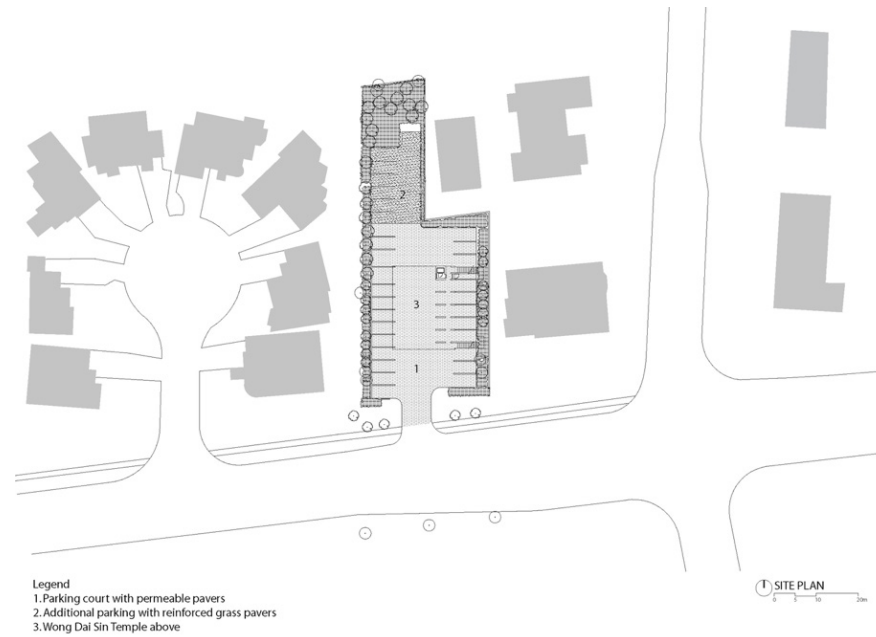 2
3
1
Legend
1. Parking court with permeable pavers
2. Additional parking with reinforced grass pavers
3. Wong Dai Sin Temple above
SITE PLAN
0 5 10 20m